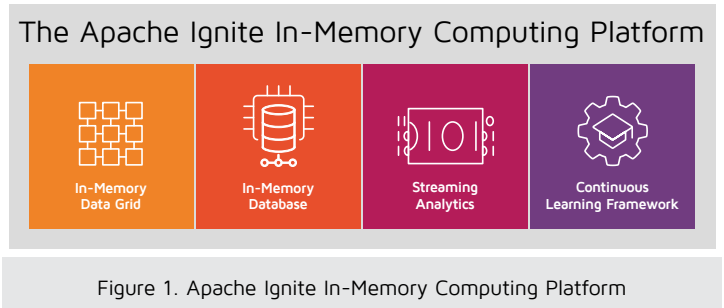 The Apache Ignite In-Memory Computing Platform
In-Memory
Data Grid
In-Memory
Database
Streaming
Analytics
Continuous
Learning Framework
Figure 1. Apache Ignite In-Memory Computing Platform